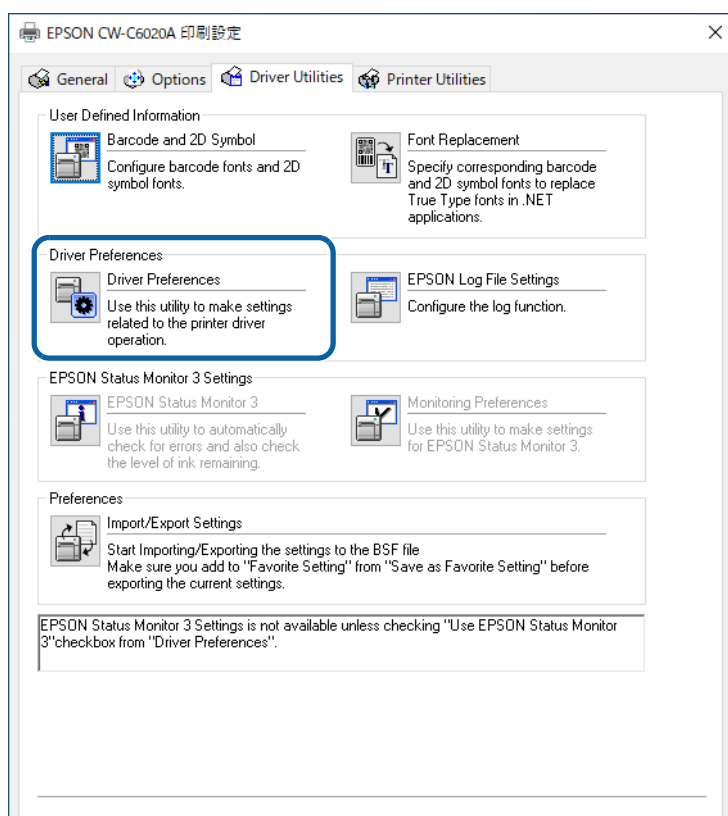 EPSON CW-C6020A 印刷設定
General Options Driver Utilities Printer Utilities
User Defined Information
Barcode and 2D Symbol
Configure barcode fonts and 2D
symbol fonts.
Font Replacement
Specify corresponding barcode
and 2D symbol fonts to replace
True Type fonts in .NET
applications.
Driver Preferences
Driver Preferences
Use this utility to make settings
related to the printer driver
operation.
EPSON Log File Settings
Configure the log function.
EPSON Status Monitor 3 Settings
EPSON Status Monitor 3
Use this utility to automatically
check for errors and also check
the level of ink remaining.
Monitoring Preferences
Use this utility to make settings
for EPSON Status Monitor 3.
Preferences
Import/Export Settings
Start Importing/Exporting the settings to the BSF file
Make sure you add to "Favorite Setting" from "Save as Favorite Setting" before
exporting the current settings.
EPSON Status Monitor 3 Settings is not available unless checking "Use EPSON Status Monitor
3"checkbox from "Driver Preferences".